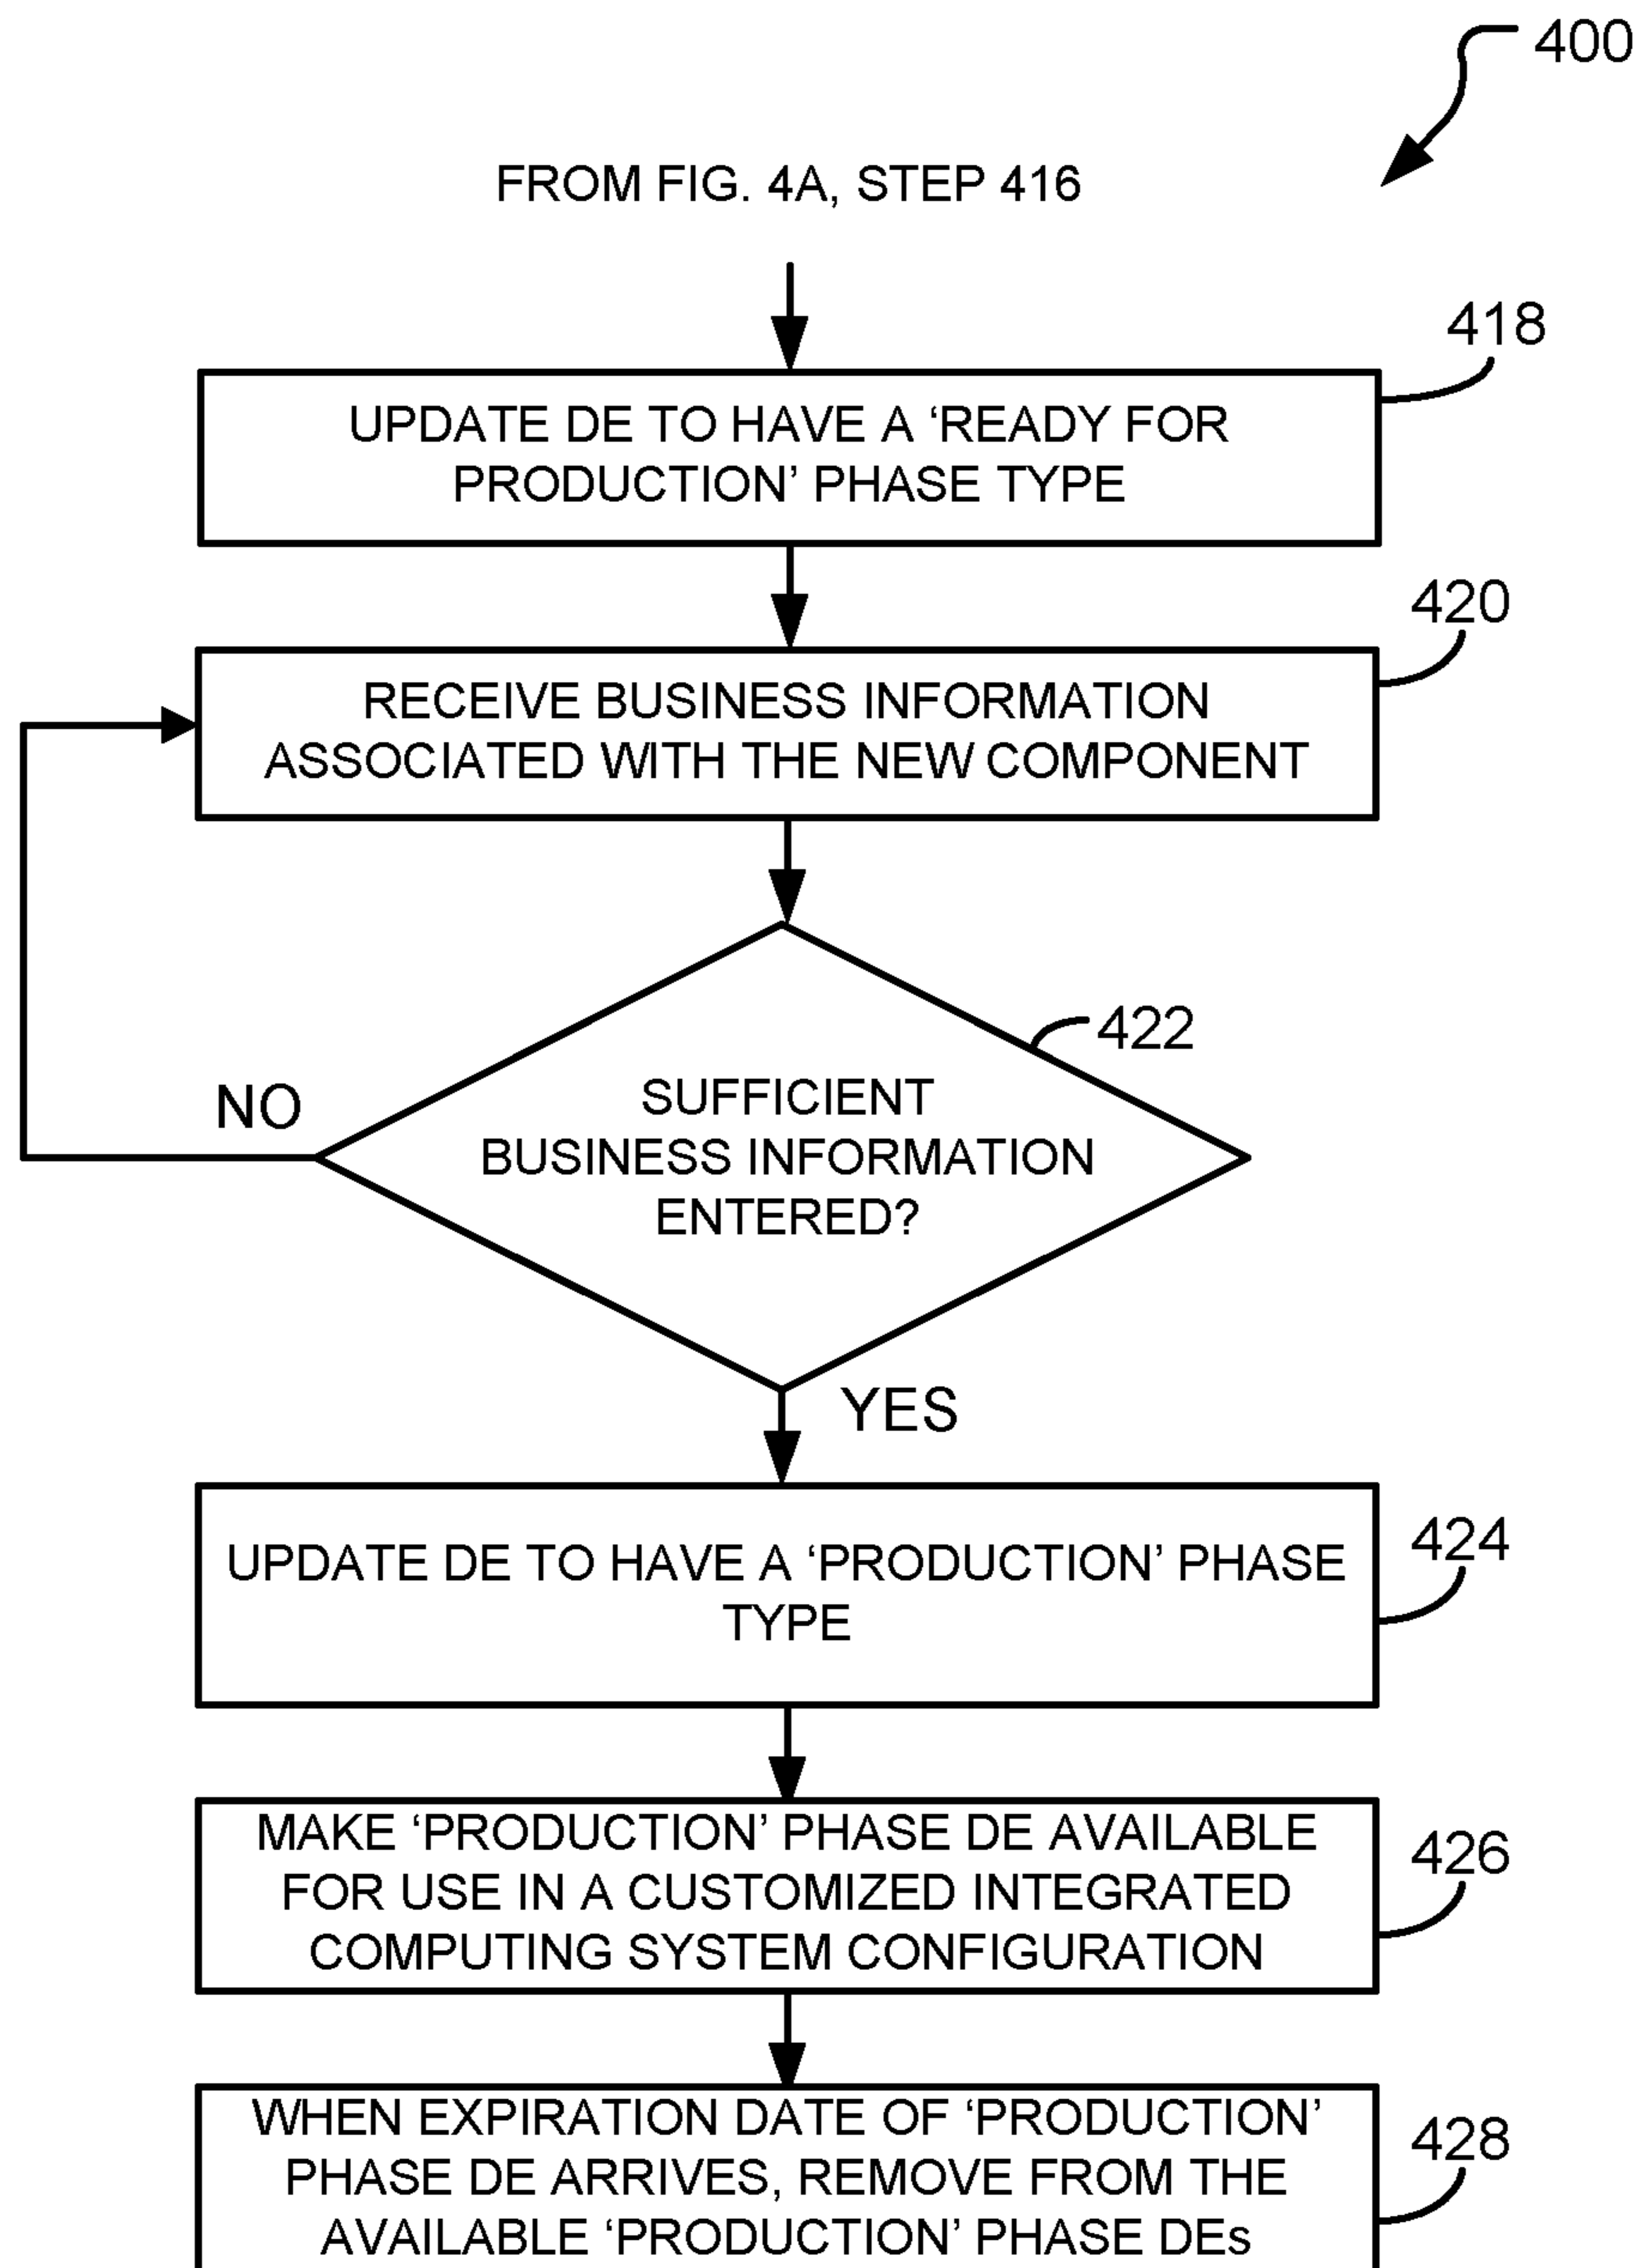 400
FROM FIG. 4A, STEP 416
418
UPDATE DE TO HAVE A ‘READY FOR
PRODUCTION’ PHASE TYPE
420
RECEIVE BUSINESS INFORMATION
ASSOCIATED WITH THE NEW COMPONENT
422
SUFFICIENT
BUSINESS INFORMATION
ENTERED?
NO
YES
424
UPDATE DE TO HAVE A ‘PRODUCTION’ PHASE
TYPE
426
MAKE ‘PRODUCTION’ PHASE DE AVAILABLE
FOR USE IN A CUSTOMIZED INTEGRATED
COMPUTING SYSTEM CONFIGURATION
428
WHEN EXPIRATION DATE OF ‘PRODUCTION’
PHASE DE ARRIVES, REMOVE FROM THE
AVAILABLE ‘PRODUCTION’ PHASE DEs